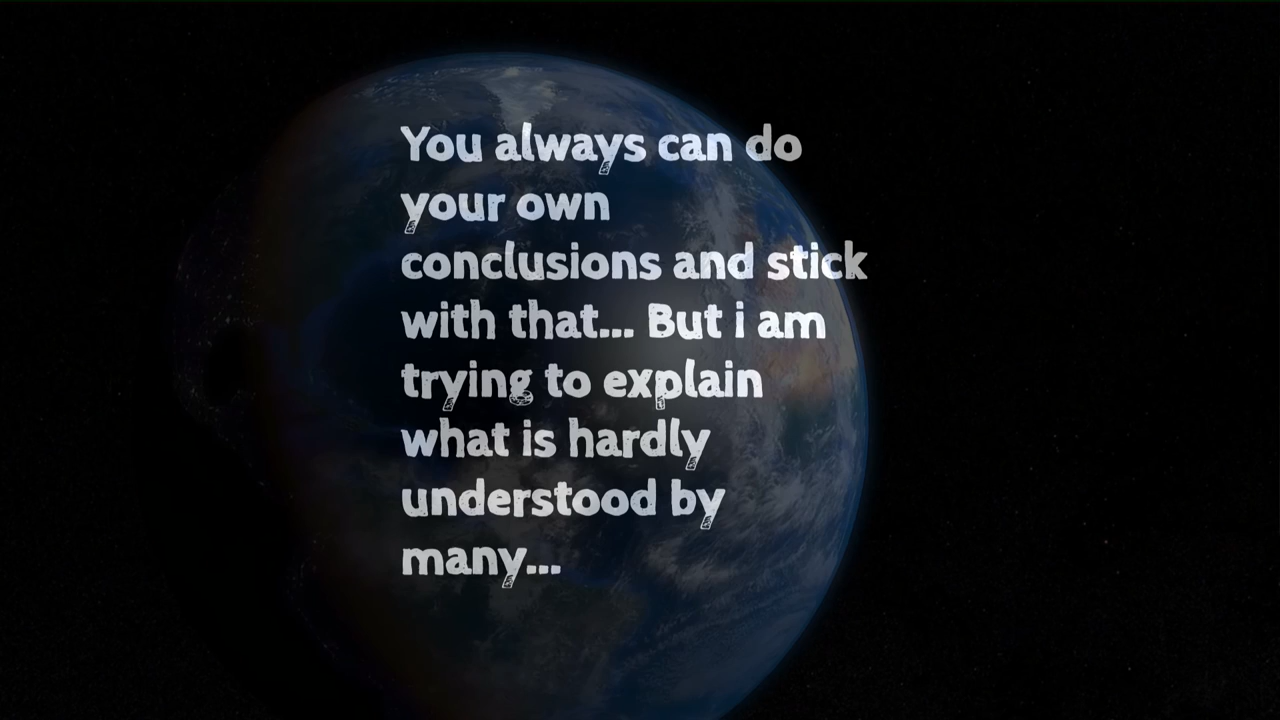 You always can do
your own
conclusions and stick
with that... But i am
trying to explain
what is hardly
understood by
many...